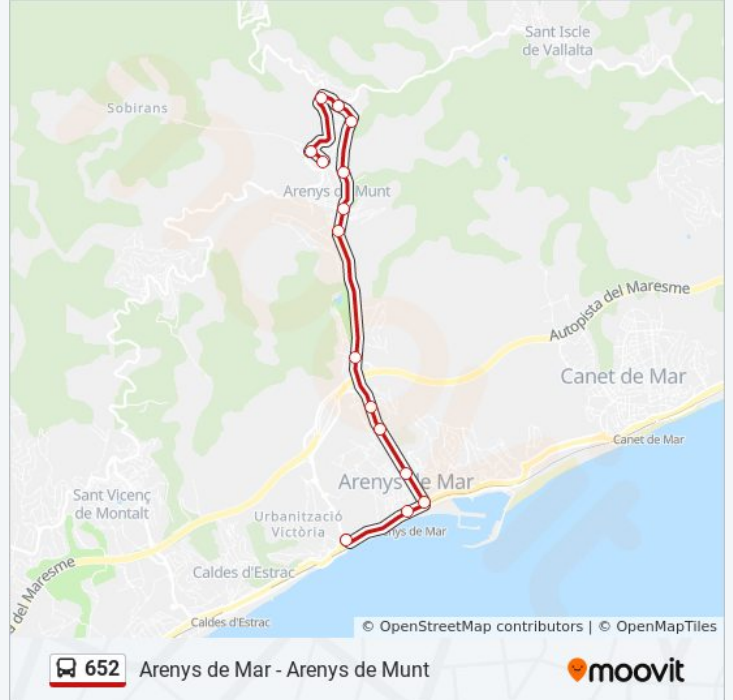 Sant Iscle
de Vallalta
Sobirans
Arenys de Munt
Autopista del Maresme
Canet de Mar
Canet de Mar
Arenys de Mar
Sant Vicenç
de Montalt
Urbanització
Victòria
nys de Mar
Caldes d'Estrac
del Maresme
Caldes d'Estrac
© OpenStreetMap contributors | © OpenMapTiles
652 Arenys de Mar - Arenys de Munt
moovit